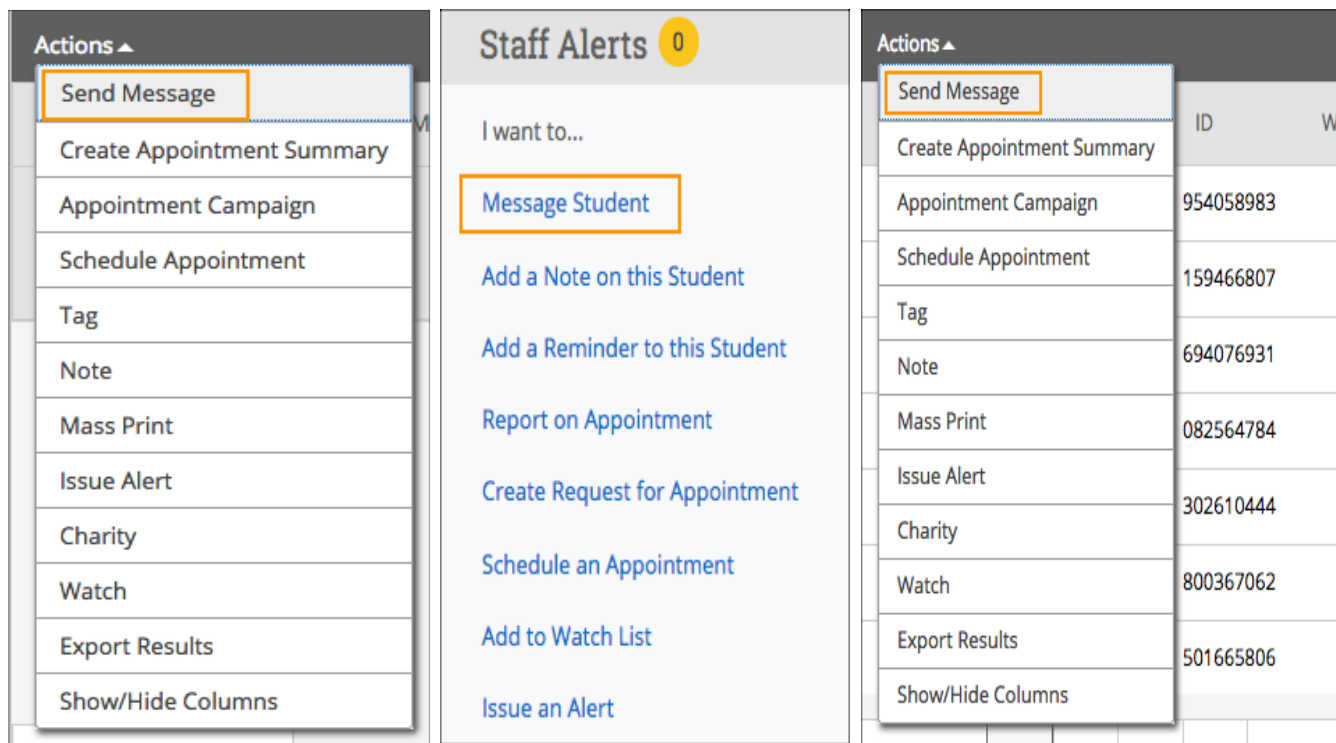 Actions
Send Message
M
Create Appointment Summary
Appointment Campaign
Schedule Appointment
Tag
Note
Mass Print
Issue Alert
Charity
Watch
Export Results
Show/Hide Columns
Staff Alerts 0
I want to...
Message Student
Add a Note on this Student
Add a Reminder to this Student
Report on Appointment
Create Request for Appointment
Schedule an Appointment
Add to Watch List
Issue an Alert
Actions
Send Message
Create Appointment Summary
Appointment Campaign
Schedule Appointment
Tag
Note
Mass Print
Issue Alert
Charity
Watch
Export Results
Show/Hide Columns
ID W
954058983
159466807
694076931
082564784
302610444
800367062
501665806